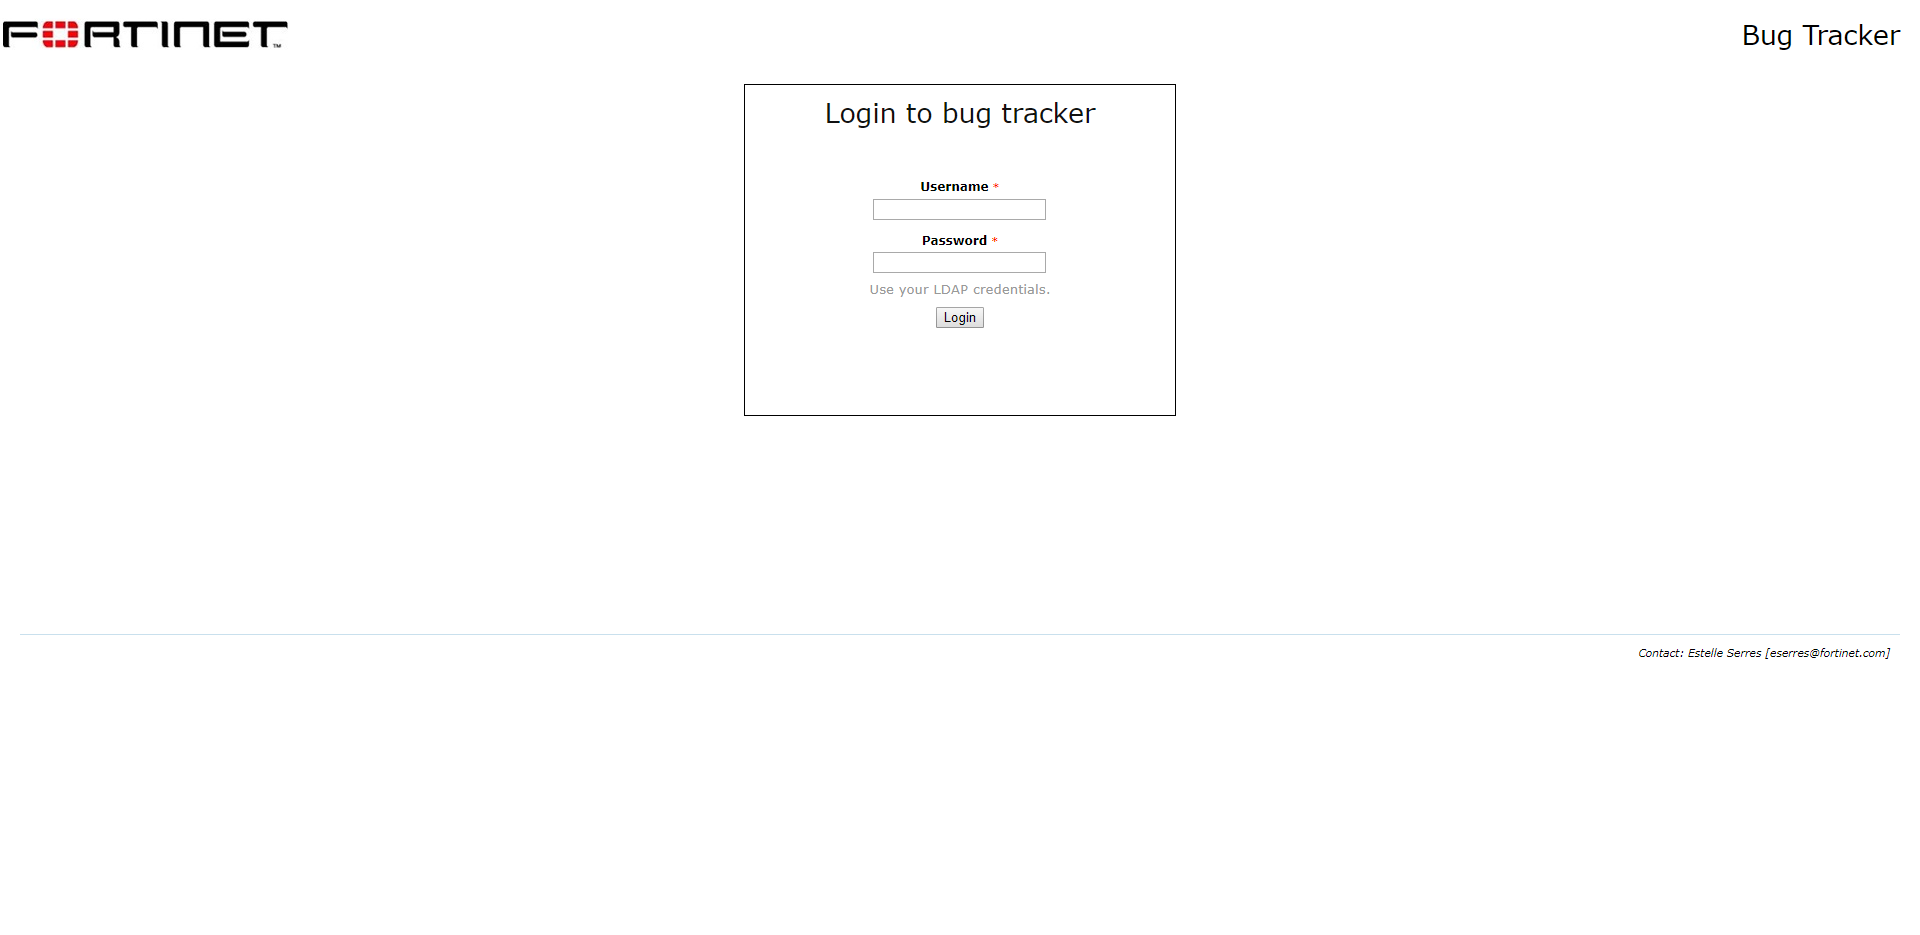 FORTINET™
Bug Tracker
Login to bug tracker
Username *
Password *
Use your LDAP credentials.
Login
Contact: Estelle Serres [eserres@fortinet.com]